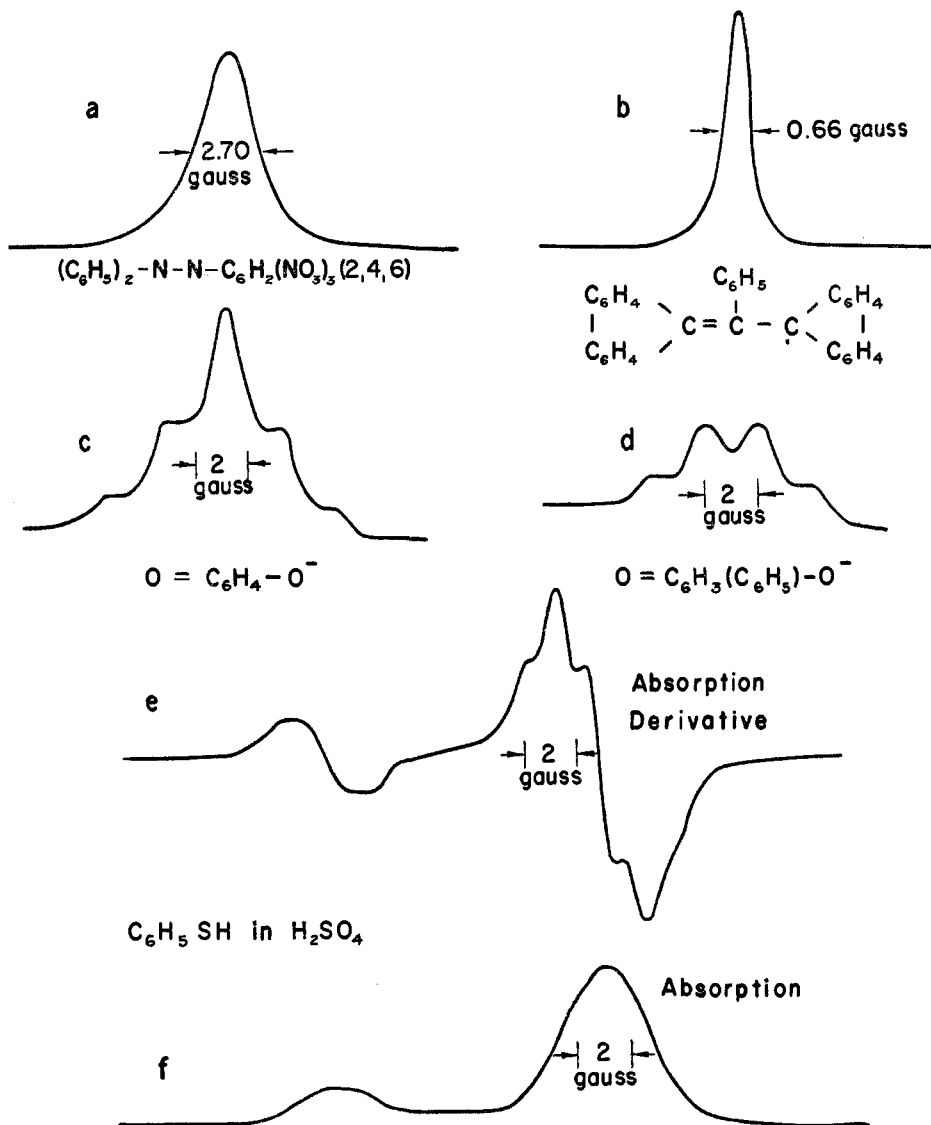 a
2.70
gauss
(C₆H₅)₂-N-N-C₆H₂(NO₃)₃(2,4,6)
b
0.66 gauss
C₆H₅
C₆H₄ C₆H₄
C = C - C
C₆H₅ C₆H₄
c
2
gauss
O = C₆H₄-O⁻
d
2
gauss
O = C₆H₃(C₆H₅)-O⁻
e
2
gauss
Absorption
Derivative
C₆H₅ SH in H₂SO₄
f
2
gauss
Absorption